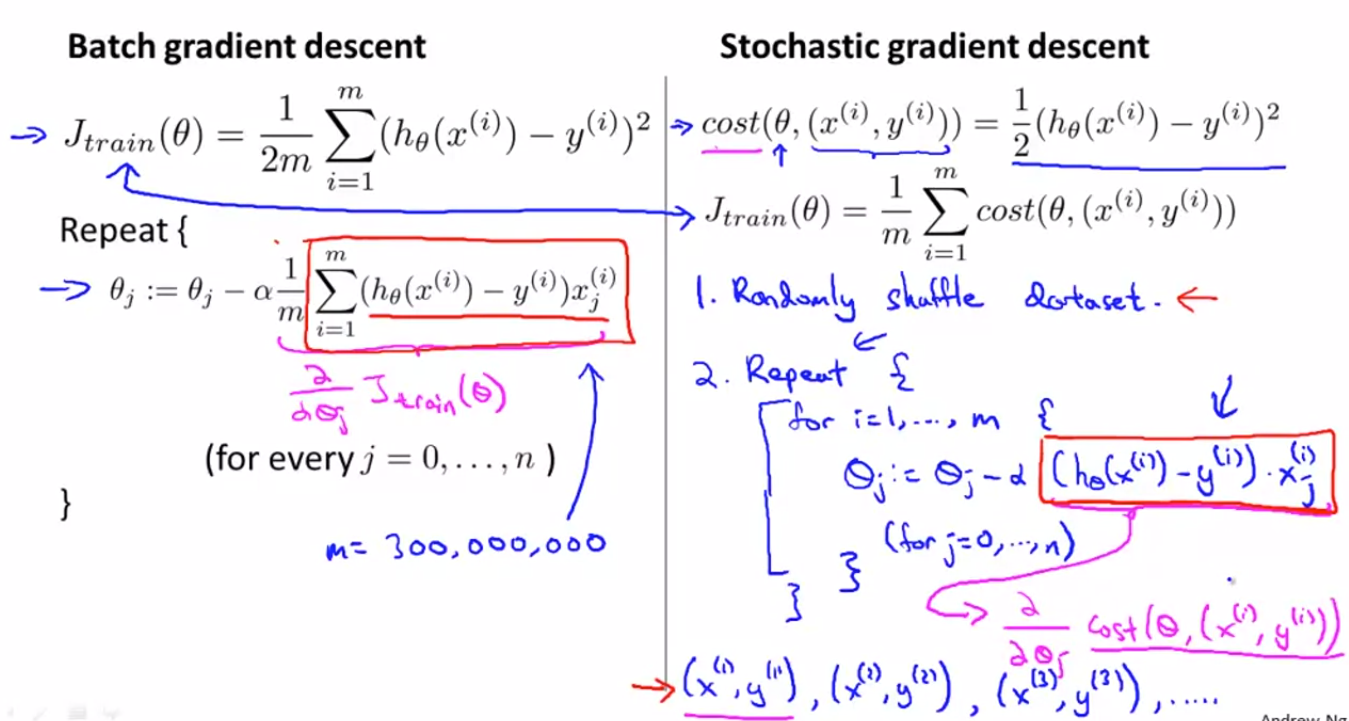 Batch gradient descent
→ J_train(θ) = 1/2m ∑_{i=1}^{m} (h_θ(x^(i)) − y^(i))²
Repeat {
→ θ_j := θ_j − α 1/m ∑_{i=1}^{m} (h_θ(x^(i)) − y^(i))x_j^(i)
∂/∂θ_j J_train(θ)
(for every j = 0, . . . , n )
}
m= 300,000,000
Stochastic gradient descent
→ cost(θ, (x^(i), y^(i))) = 1/2 (h_θ(x^(i)) − y^(i))²
J_train(θ) = 1/m ∑_{i=1}^{m} cost(θ, (x^(i), y^(i)))
1. Randomly shuffle dataset. ←
2. Repeat {
for i=1,..., m {
θ_j := θ_j − α (h_θ(x^(i)) − y^(i)) · x_j^(i)
(for j=0,...,n)
}
}
→ ∂/∂θ_j cost(θ, (x^(i), y^(i)))
→ (x^(1), y^(1)), (x^(2), y^(2)), (x^(3), y^(3)), .....
Andrew Ng